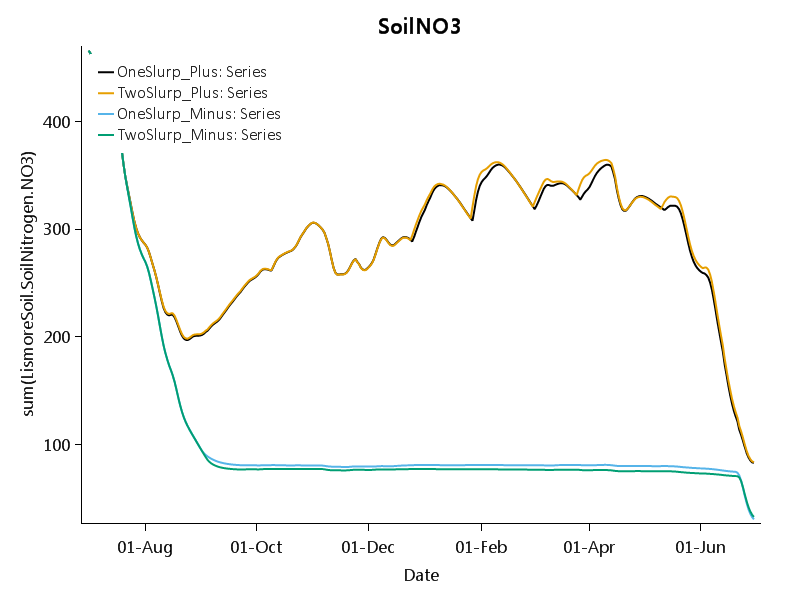 SoilNO3
OneSlurp_Plus: Series
TwoSlurp_Plus: Series
OneSlurp_Minus: Series
TwoSlurp_Minus: Series
sum(LismoreSoil.SoilNitrogen.NO3)
400
300
200
100
01-Aug 01-Oct 01-Dec 01-Feb 01-Apr 01-Jun
Date